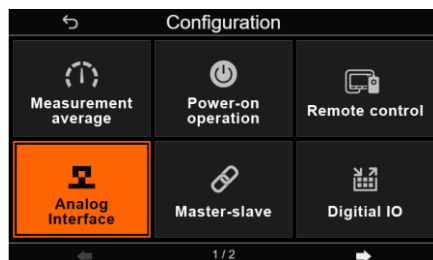 Configuration
Measurement
average
Power-on
operation
Remote control
Analog
Interface
Master-slave
Digitial IO
1 / 2